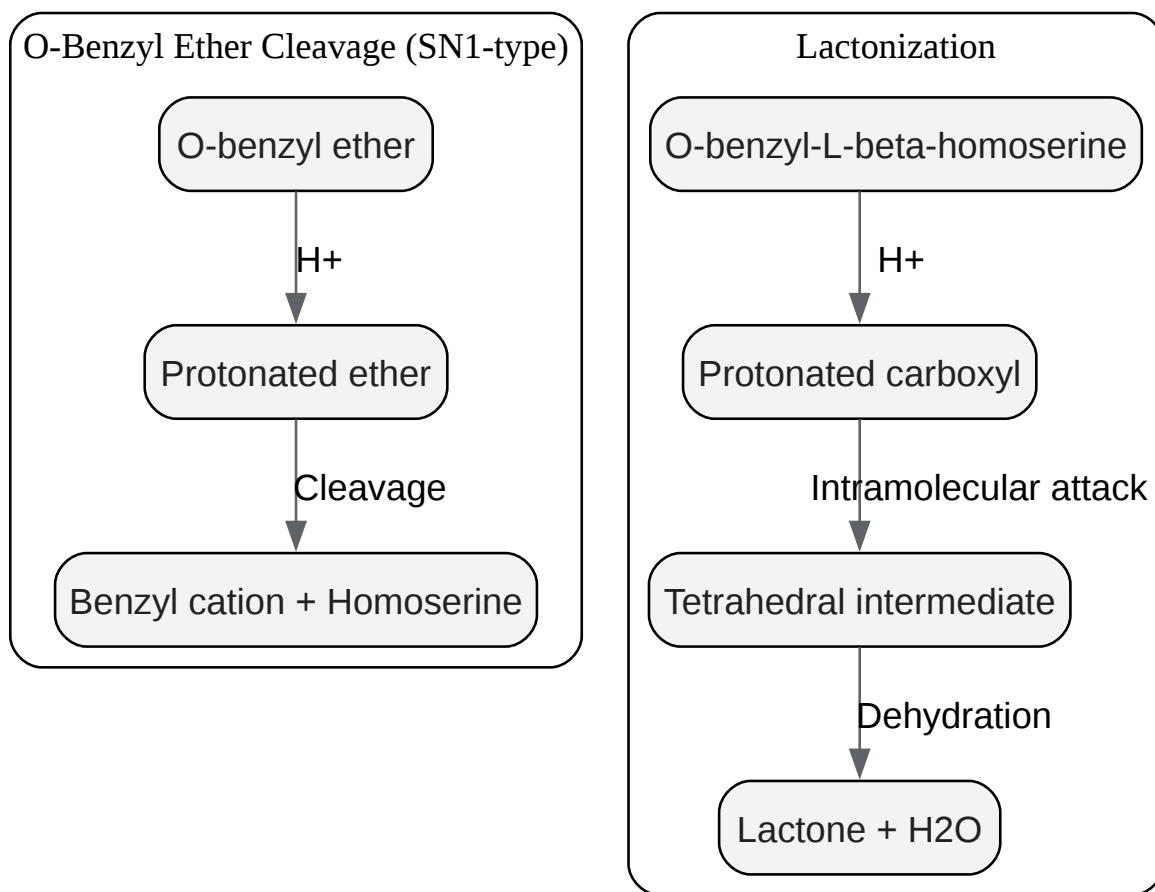 O-Benzyl Ether Cleavage (SN1-type)
O-benzyl ether
H+
Protonated ether
Cleavage
Benzyl cation + Homoserine
Lactonization
O-benzyl-L-beta-homoserine
H+
Protonated carboxyl
Intramolecular attack
Tetrahedral intermediate
Dehydration
Lactone + H2O